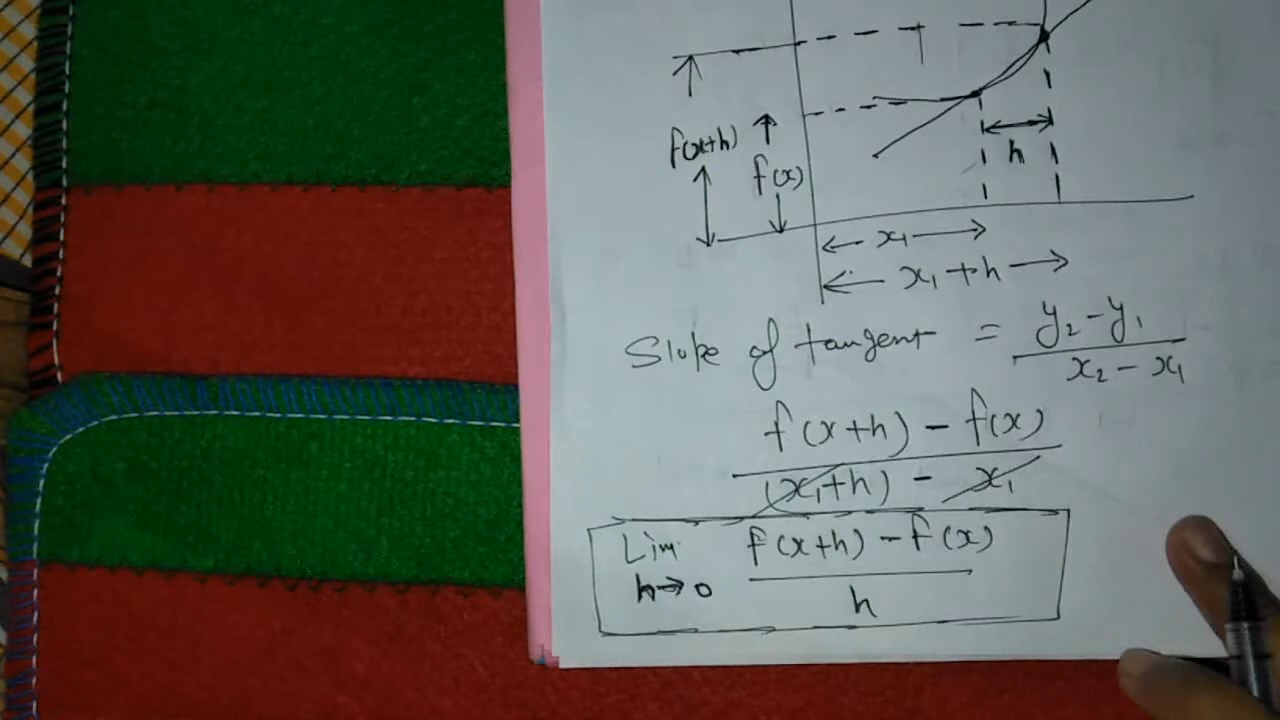 f(x+h)
f(x)
h
x₁
x₁+h
Slope of tangent = y₂-y₁
x₂-x₁
f(x+h)-f(x)
(x₁+h)-x₁
Lim f(x+h)-f(x)
h→0 h